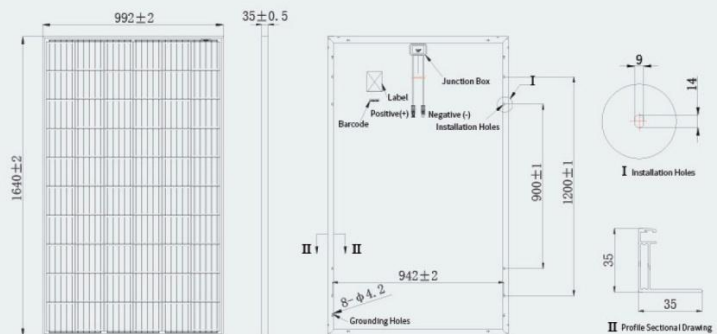 992±2
35±0.5
1640±2
Junction Box
Label
Barcode
Positive(+)
Negative (-)
I
Installation Holes
900±1
1200±1
II
II
942±2
8-φ4.2
Grounding Holes
9
14
I Installation Holes
35
35
II Profile Sectional Drawing